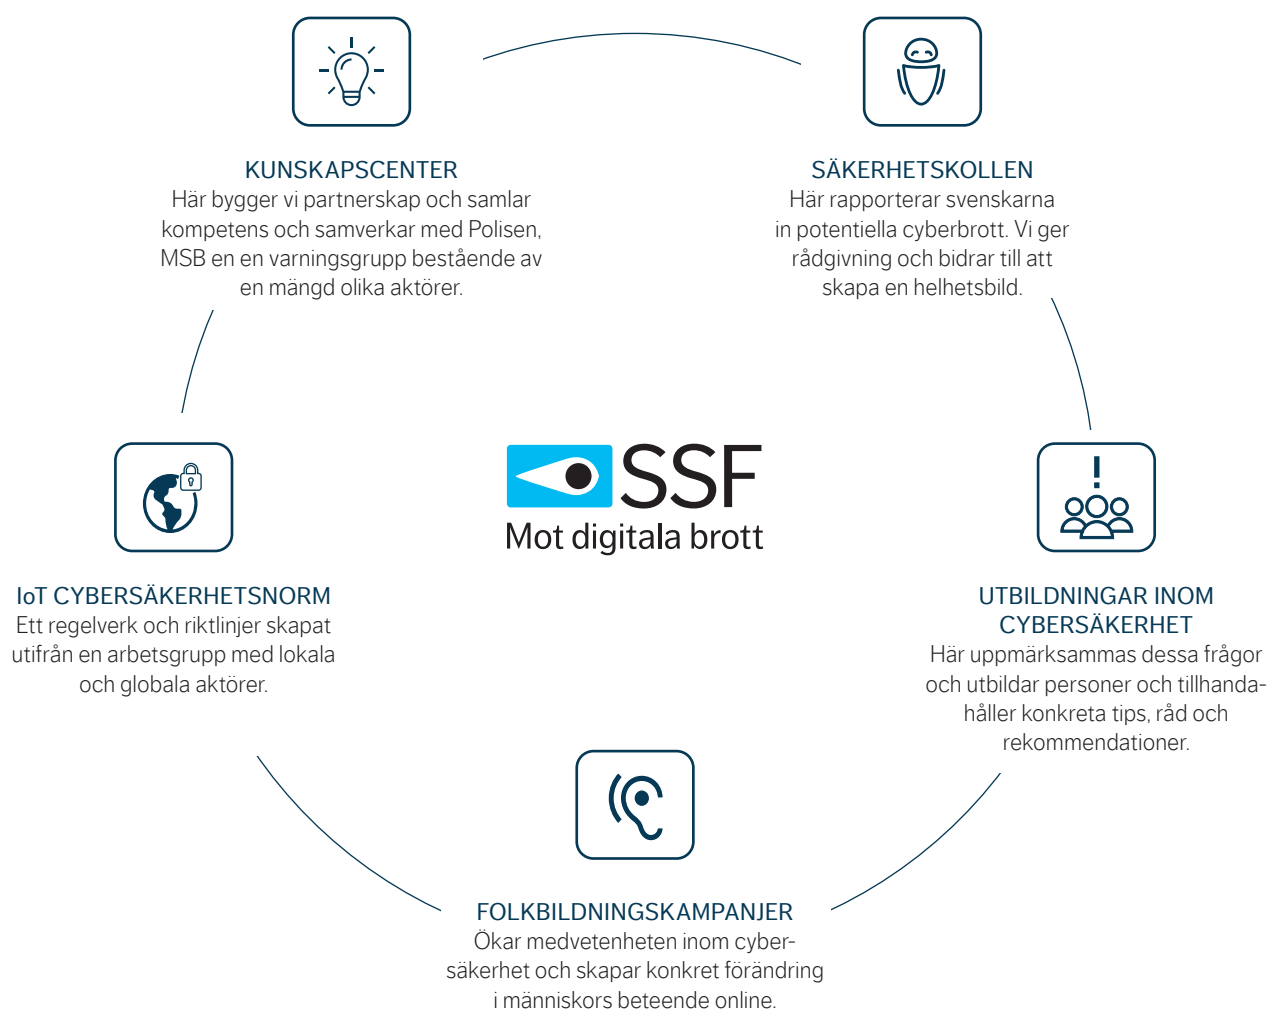 KUNSKAPSCENTER
Här bygger vi partnerskap och samlar
kompetens och samverkar med Polisen,
MSB en en varningsgrupp bestående av
en mängd olika aktörer.
SÄKERHETSKOLLEN
Här rapporterar svenskarna
in potentiella cyberbrott. Vi ger
rådgivning och bidrar till att
skapa en helhetsbild.
SSF
Mot digitala brott
IoT CYBERSÄKERHETSNORM
Ett regelverk och riktlinjer skapat
utifrån en arbetsgrupp med lokala
och globala aktörer.
UTBILDNINGAR INOM
CYBERSÄKERHET
Här uppmärksammas dessa frågor
och utbildar personer och tillhanda-
håller konkreta tips, råd och
rekommendationer.
FOLKBILDNINGSKAMPANJER
Ökar medvetenheten inom cyber-
säkerhet och skapar konkret förändring
i människors beteende online.